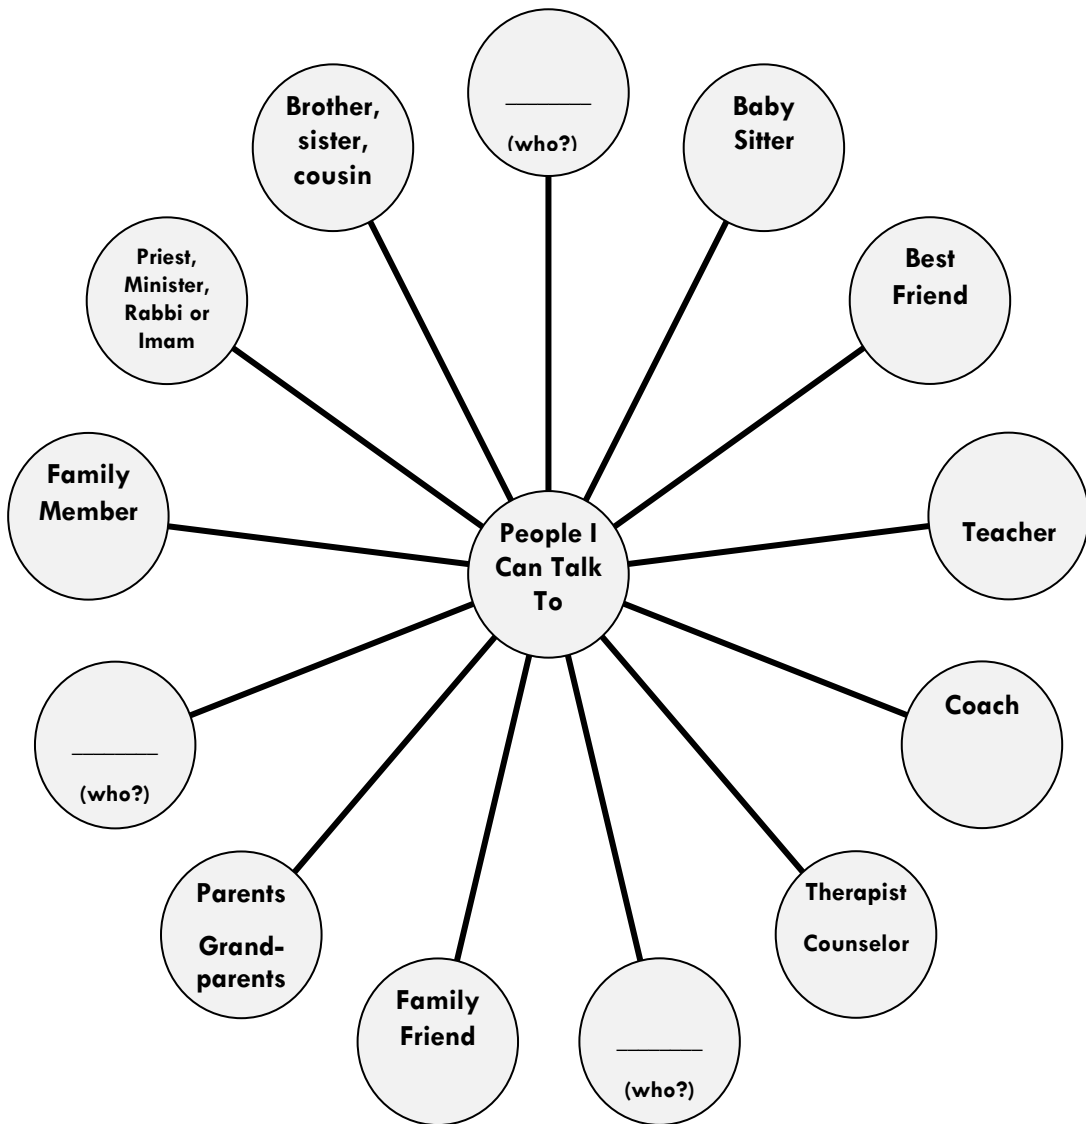 ______
(who?)
Baby
Sitter
Best
Friend
Teacher
Coach
Therapist
Counselor
______
(who?)
Family
Friend
Parents
Grand-
parents
______
(who?)
Family
Member
Priest,
Minister,
Rabbi or
Imam
Brother,
sister,
cousin
People I
Can Talk
To